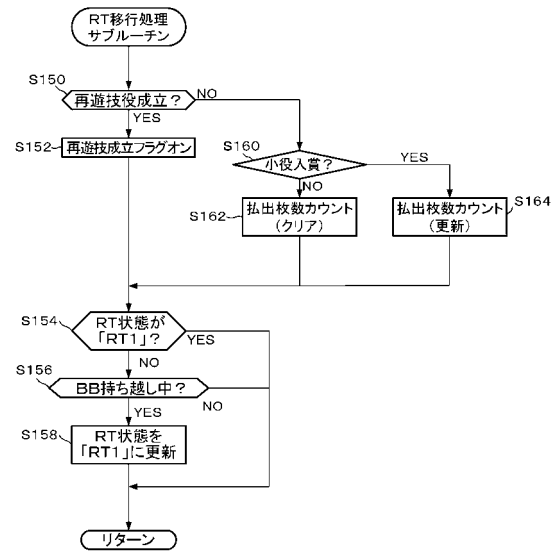 RT移行処理
サブルーチン
S150
再遊技役成立？
NO
YES
S152
再遊技成立フラグオン
S160
小役入賞？
YES
NO
S162
払出枚数カウント
(クリア)
払出枚数カウント
(更新)
S164
S154
RT状態が
「RT1」？
YES
NO
S156
BB持ち越し中？
NO
YES
S158
RT状態を
「RT1」に更新
リターン